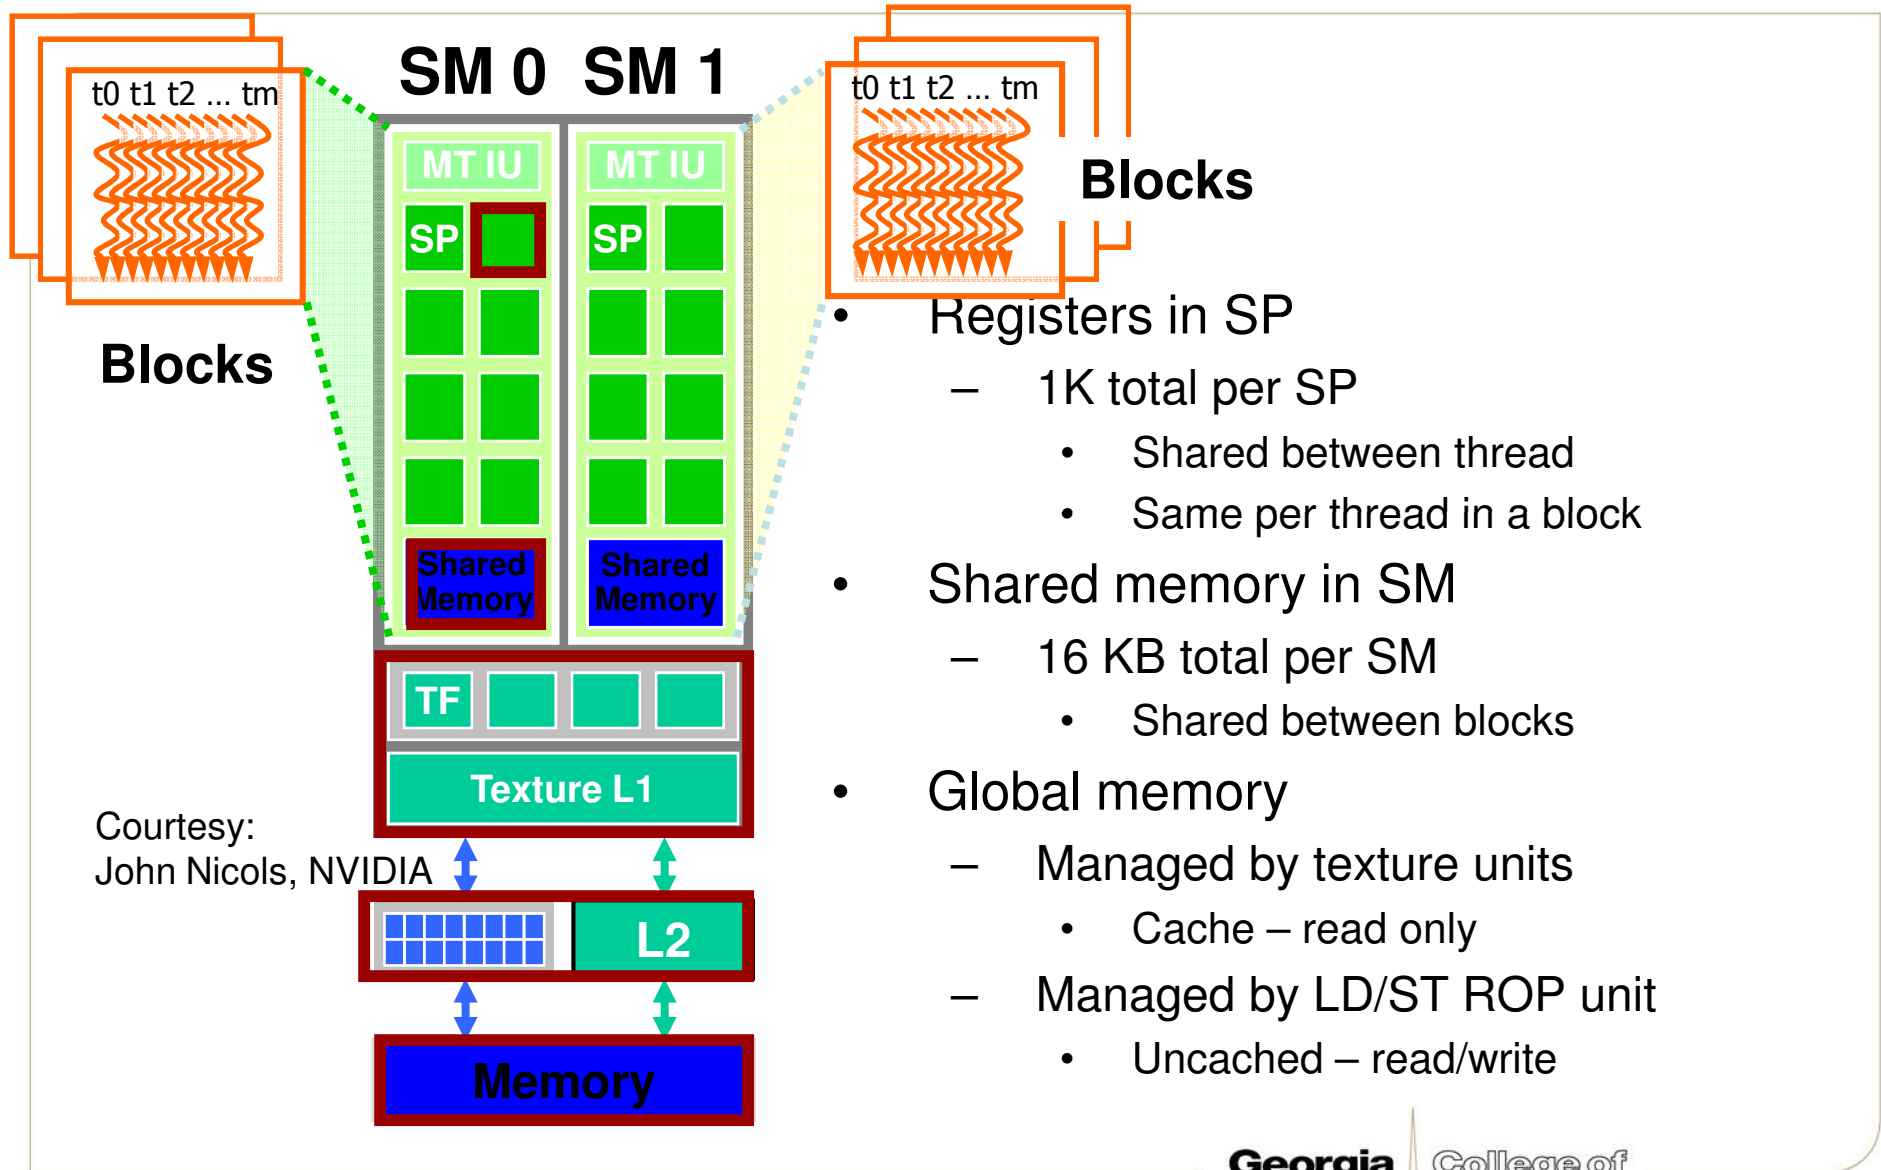 SM 0 SM 1
t0 t1 t2 ... tm
t0 t1 t2 ... tm
Blocks
Blocks
MT IU
MT IU
SP
SP
Shared
Memory
Shared
Memory
TF
Texture L1
L2
Memory
Courtesy:
John Nicols, NVIDIA
• Registers in SP
– 1K total per SP
• Shared between thread
• Same per thread in a block
• Shared memory in SM
– 16 KB total per SM
• Shared between blocks
• Global memory
– Managed by texture units
• Cache – read only
– Managed by LD/ST ROP unit
• Uncached – read/write
Georgia
College of